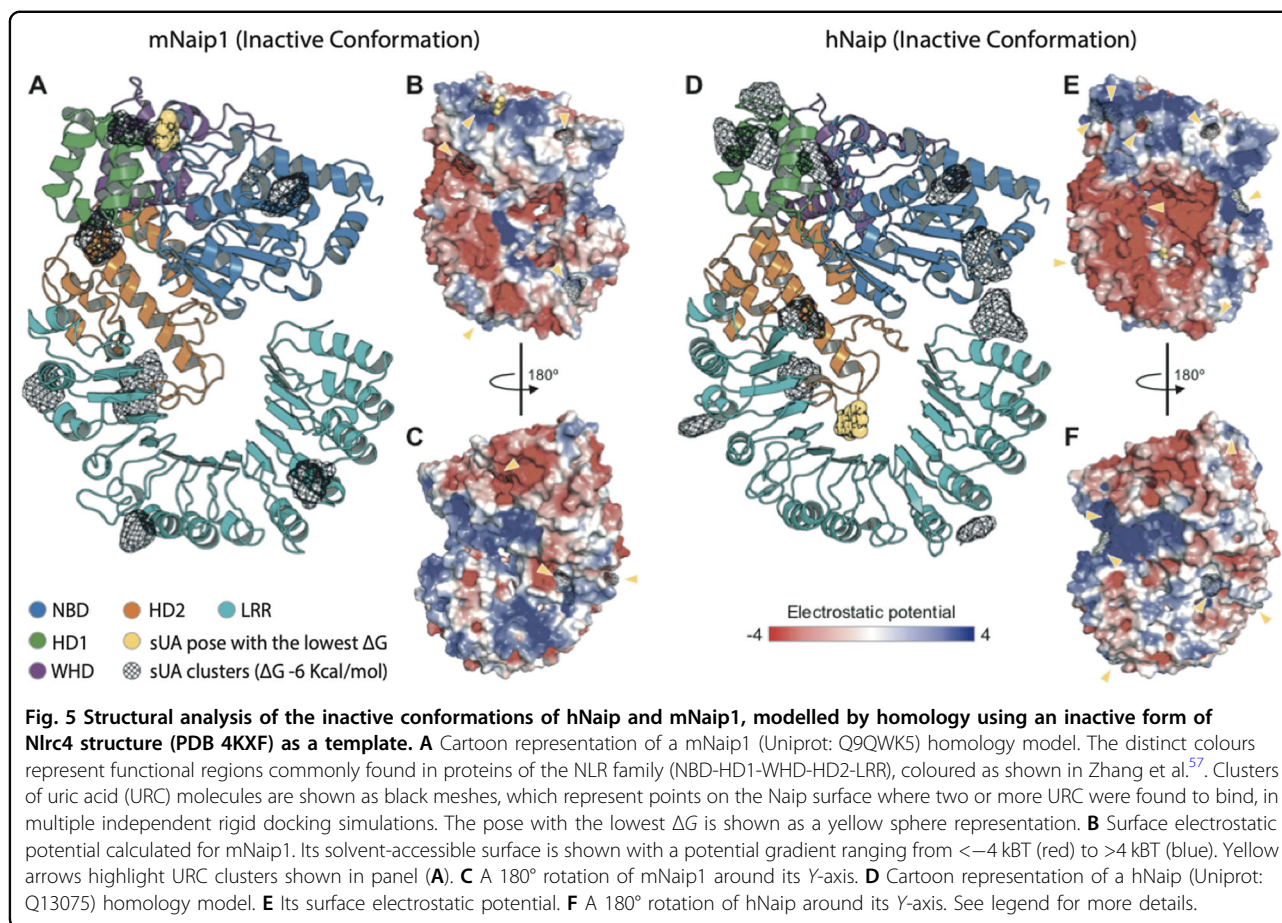 mNaip1 (Inactive Conformation)
hNaip (Inactive Conformation)
A
B
D
E
180º
180º
C
F
NBD
HD2
LRR
HD1
sUA pose with the lowest ΔG
WHD
sUA clusters (ΔG -6 Kcal/mol)
Electrostatic potential
-4
4
Fig. 5 Structural analysis of the inactive conformations of hNaip and mNaip1, modelled by homology using an inactive form of
Nlrc4 structure (PDB 4KXF) as a template. A Cartoon representation of a mNaip1 (Uniprot: Q9QWK5) homology model. The distinct colours
represent functional regions commonly found in proteins of the NLR family (NBD-HD1-WHD-HD2-LRR), coloured as shown in Zhang et al.57. Clusters
of uric acid (URC) molecules are shown as black meshes, which represent points on the Naip surface where two or more URC were found to bind, in
multiple independent rigid docking simulations. The pose with the lowest ΔG is shown as a yellow sphere representation. B Surface electrostatic
potential calculated for mNaip1. Its solvent-accessible surface is shown with a potential gradient ranging from <−4 kBT (red) to >4 kBT (blue). Yellow
arrows highlight URC clusters shown in panel (A). C A 180° rotation of mNaip1 around its Y-axis. D Cartoon representation of a hNaip (Uniprot:
Q13075) homology model. E Its surface electrostatic potential. F A 180° rotation of hNaip around its Y-axis. See legend for more details.